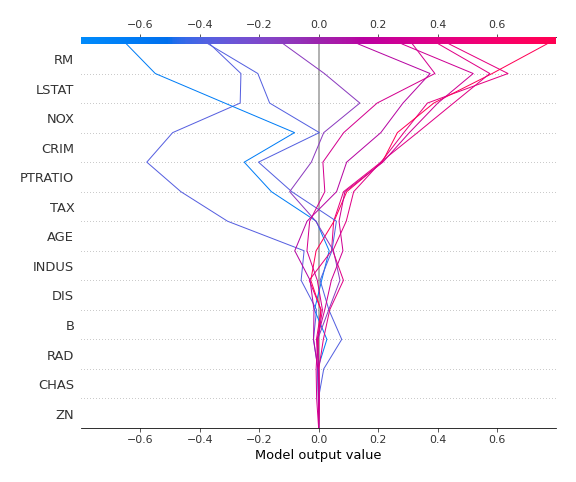 −0.6 −0.4 −0.2 0.0 0.2 0.4 0.6
RM
LSTAT
NOX
CRIM
PTRATIO
TAX
AGE
INDUS
DIS
B
RAD
CHAS
ZN
−0.6 −0.4 −0.2 0.0 0.2 0.4 0.6
Model output value